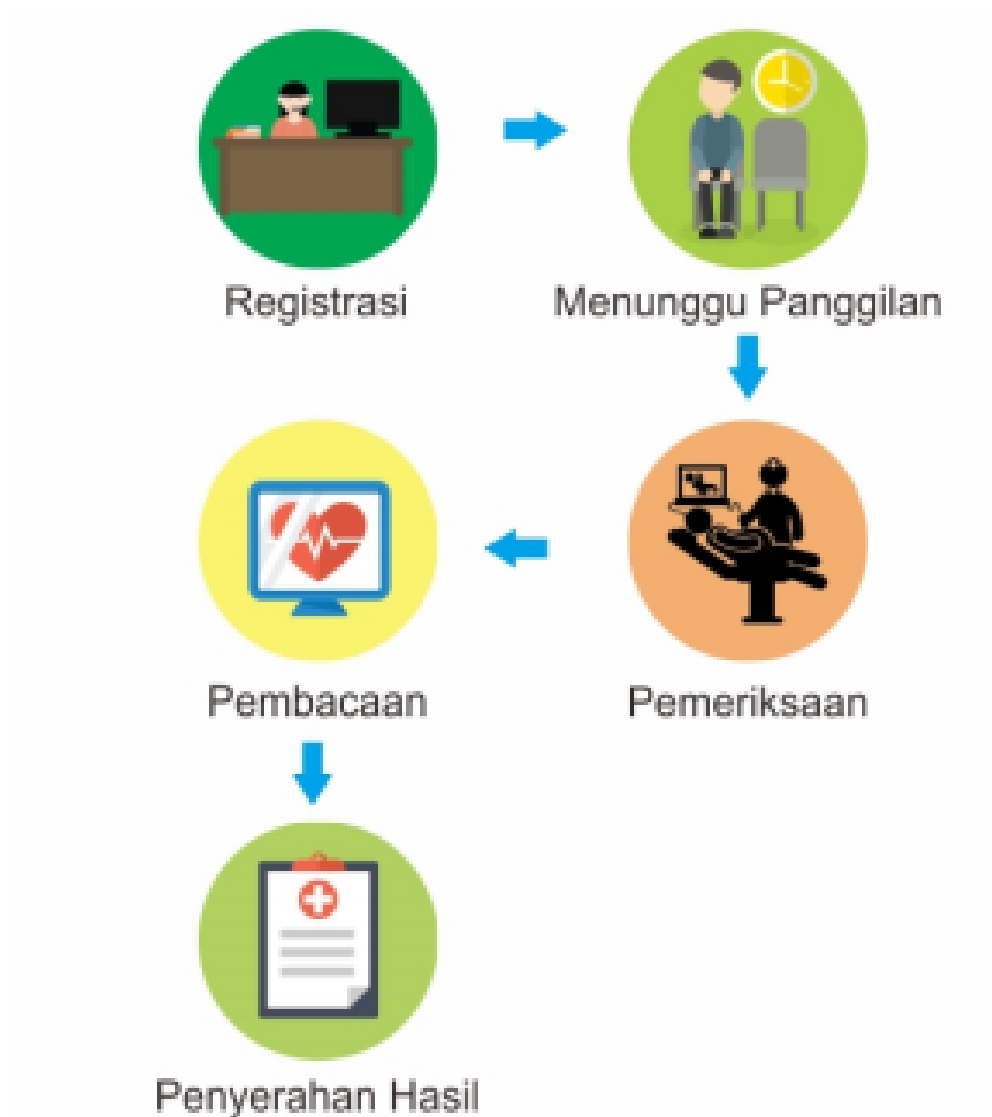 Registrasi
Menunggu Panggilan
Pemeriksaan
Pembacaan
Penyerahan Hasil